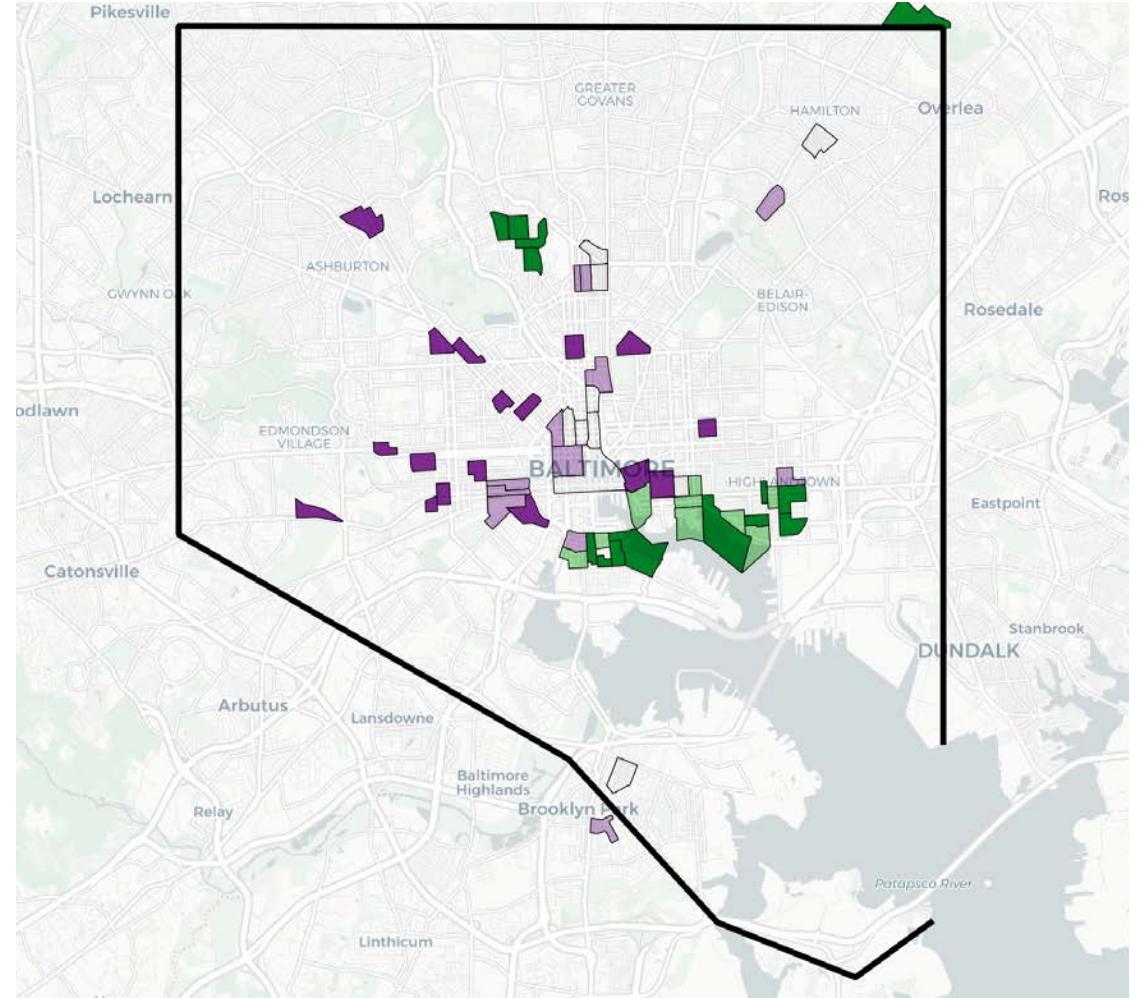 Pikesville
GREATER
GOVANS
HAMILTON
Overlea
Lochearn
Ros
ASHBURTON
GWYNN OAK
BELAIR-
EDISON
Rosedale
odlawn
EDMONDSON
VILLAGE
BALTIMORE
HIGHLANDTOWN
Eastpoint
Catonsville
Stanbrook
DUNDALK
Arbutus
Lansdowne
Baltimore
Highlands
Relay
Brooklyn Park
Patapsco River
Linthicum